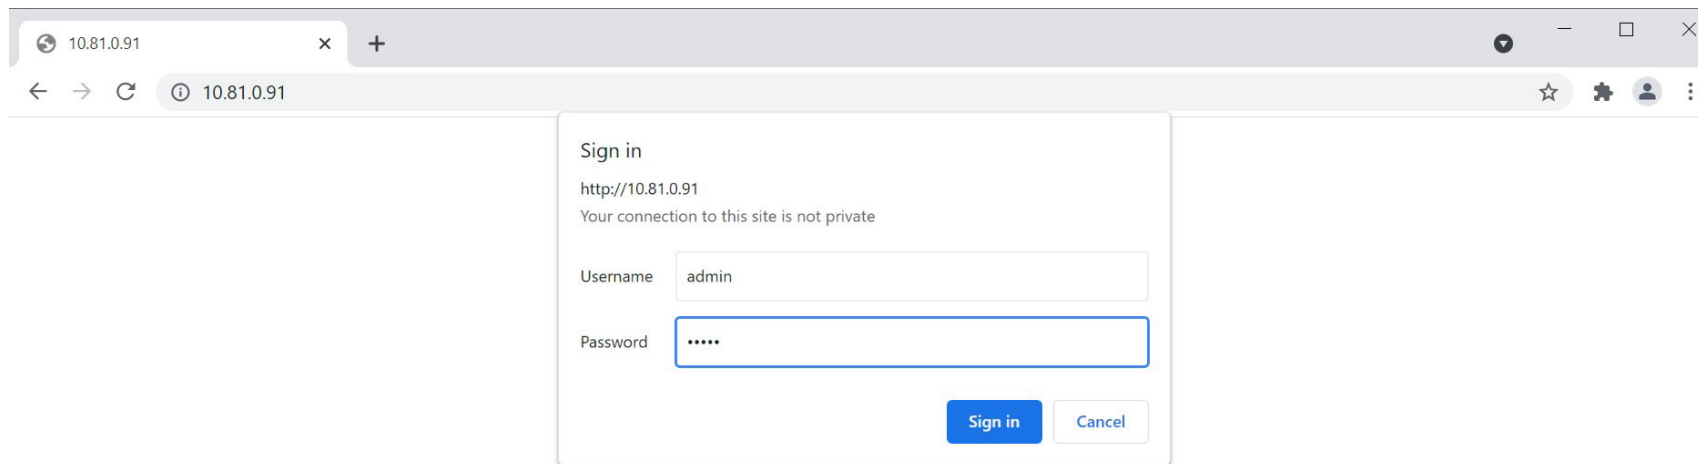 10.81.0.91
10.81.0.91
Sign in
http://10.81.0.91
Your connection to this site is not private
Username admin
Password •••••
Sign in Cancel